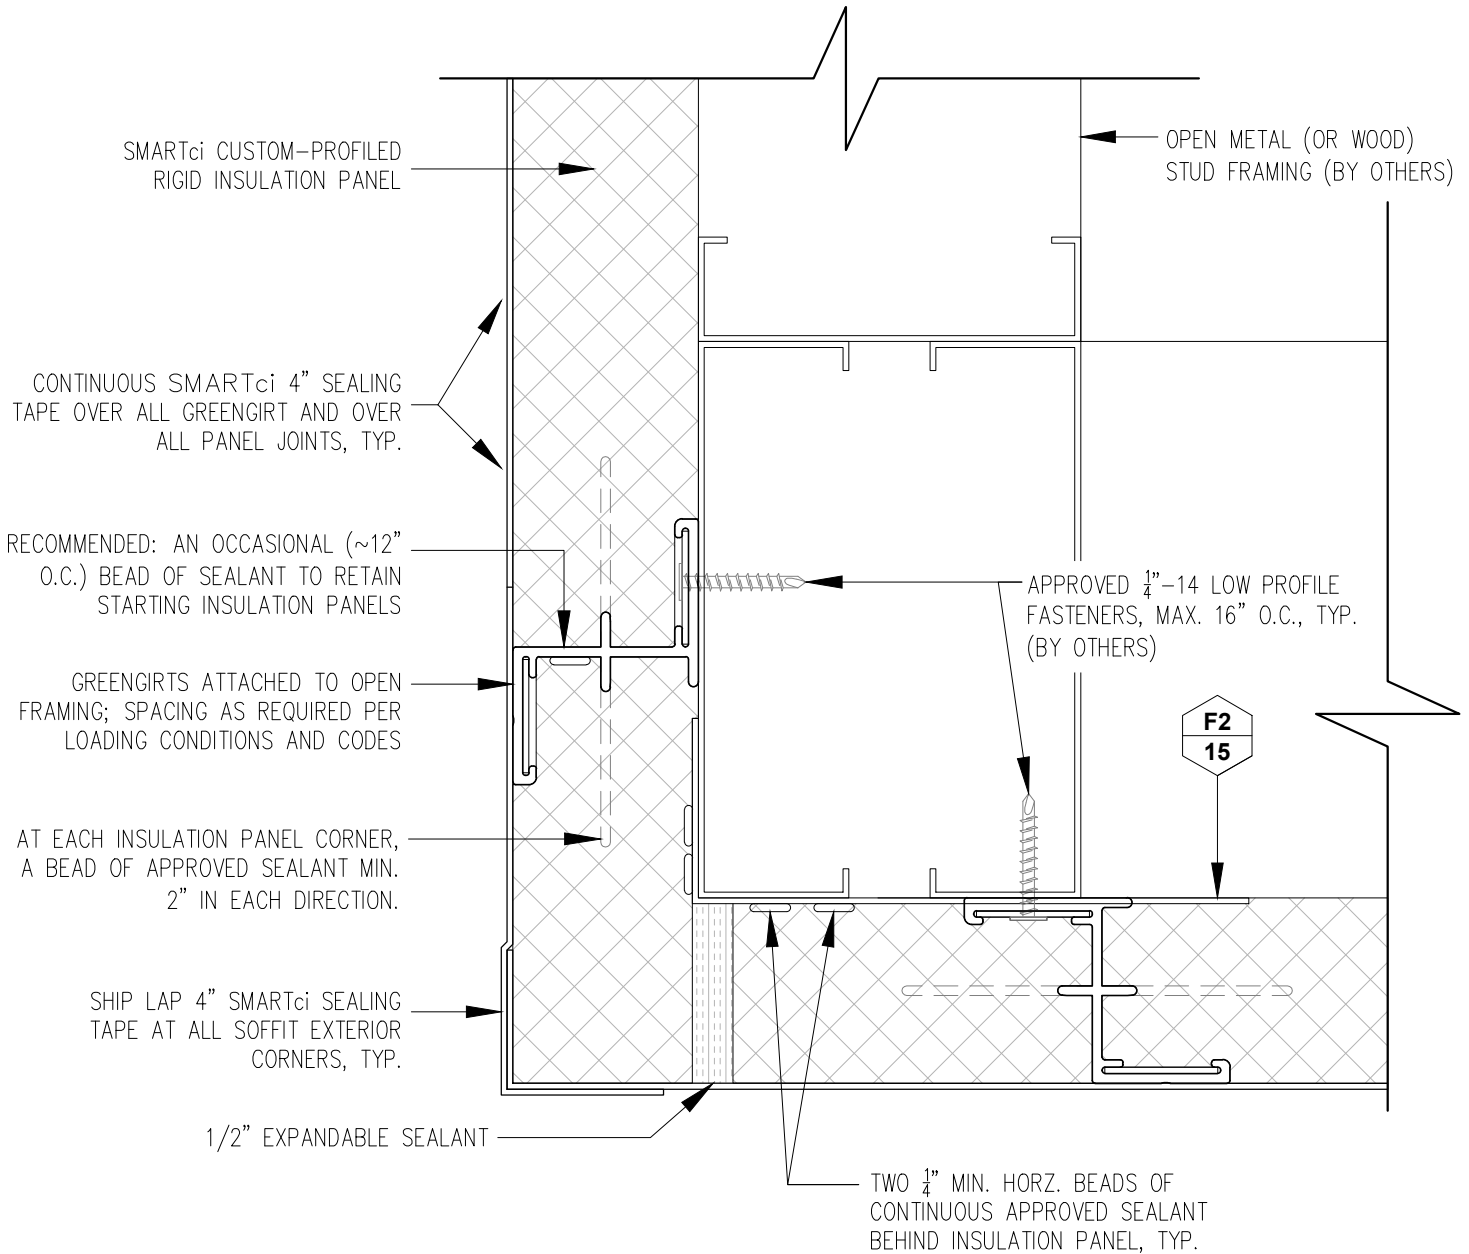 SMARTci CUSTOM-PROFILED
RIGID INSULATION PANEL
OPEN METAL (OR WOOD)
STUD FRAMING (BY OTHERS)
CONTINUOUS SMARTci 4" SEALING
TAPE OVER ALL GREENGIRT AND OVER
ALL PANEL JOINTS, TYP.
RECOMMENDED: AN OCCASIONAL (~12"
O.C.) BEAD OF SEALANT TO RETAIN
STARTING INSULATION PANELS
APPROVED 1/4"-14 LOW PROFILE
FASTENERS, MAX. 16" O.C., TYP.
(BY OTHERS)
GREENGIRTS ATTACHED TO OPEN
FRAMING; SPACING AS REQUIRED PER
LOADING CONDITIONS AND CODES
F2
15
AT EACH INSULATION PANEL CORNER,
A BEAD OF APPROVED SEALANT MIN.
2" IN EACH DIRECTION.
SHIP LAP 4" SMARTci SEALING
TAPE AT ALL SOFFIT EXTERIOR
CORNERS, TYP.
1/2" EXPANDABLE SEALANT
TWO 1/4" MIN. HORZ. BEADS OF
CONTINUOUS APPROVED SEALANT
BEHIND INSULATION PANEL, TYP.